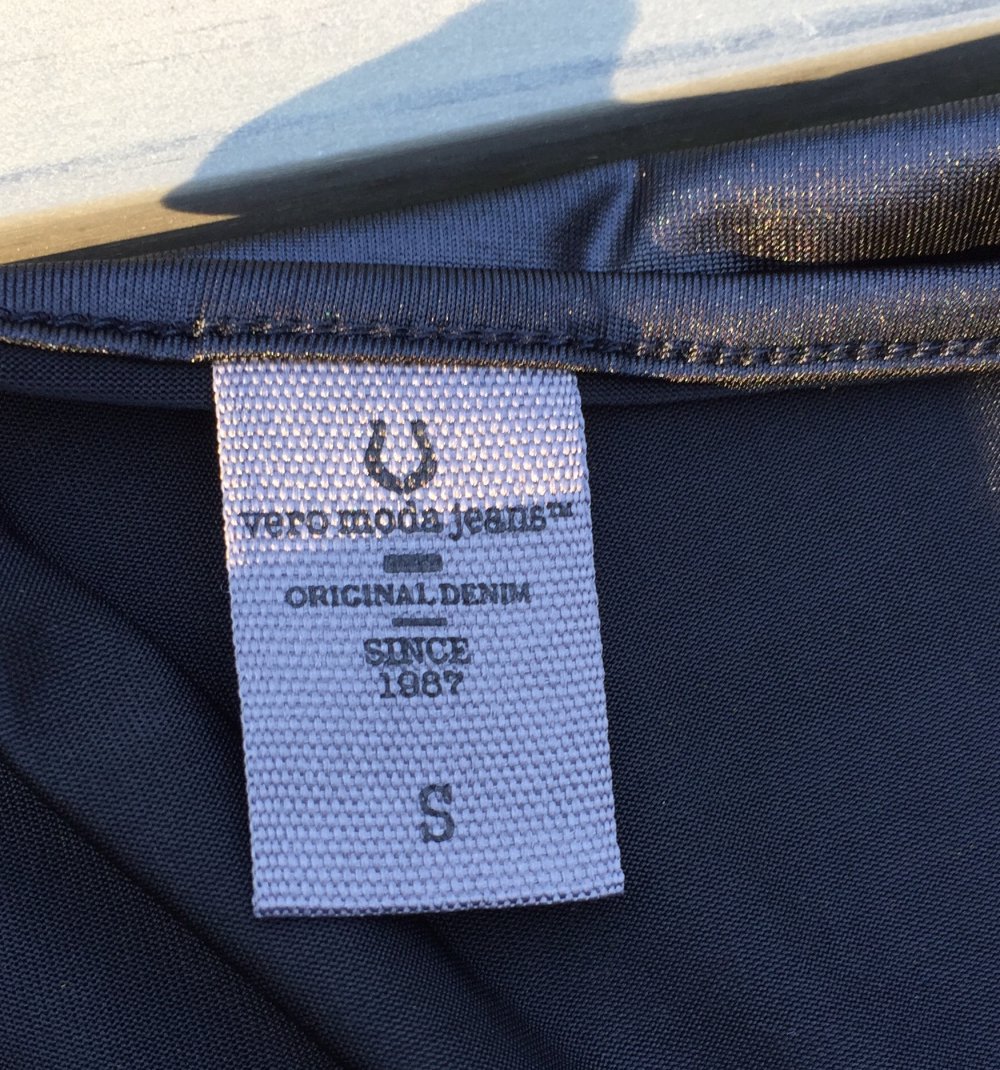 vero moda jeans™
ORIGINAL DENIM
SINCE
1987
S